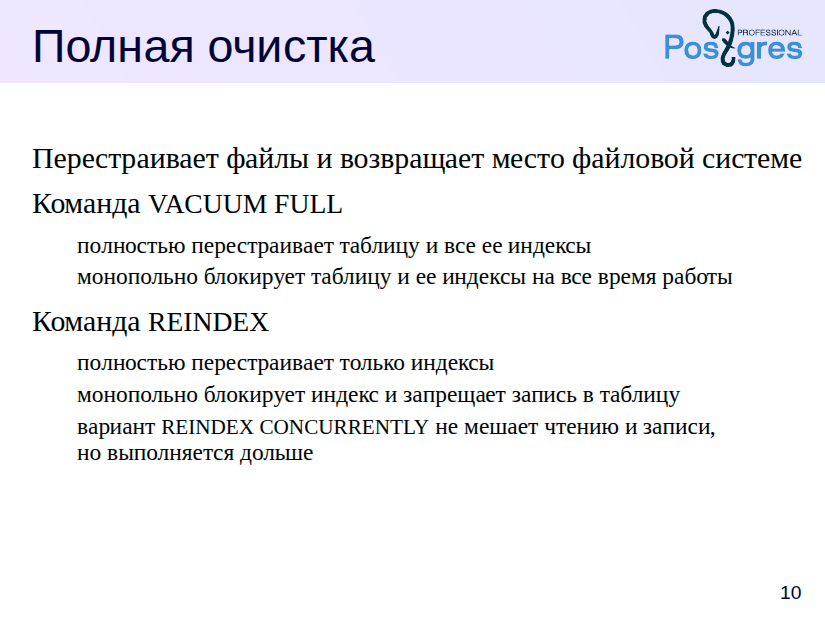 Полная очистка
PROFESSIONAL
Postgres
Перестраивает файлы и возвращает место файловой системе
Команда VACUUM FULL
полностью перестраивает таблицу и все ее индексы
монопольно блокирует таблицу и ее индексы на все время работы
Команда REINDEX
полностью перестраивает только индексы
монопольно блокирует индекс и запрещает запись в таблицу
вариант REINDEX CONCURRENTLY не мешает чтению и записи,
но выполняется дольше
10